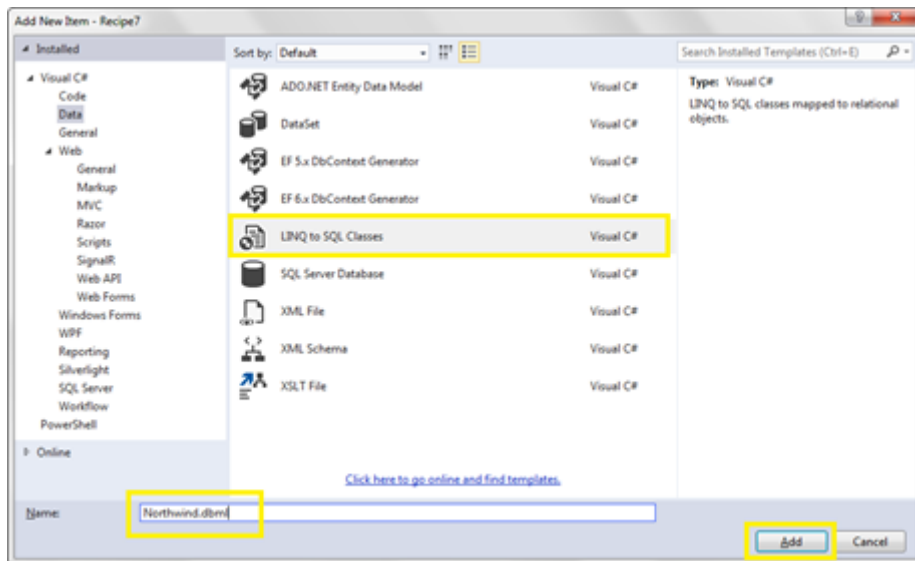 Add New Item - Recipe7
Installed
Sort by: Default
Search Installed Templates (Ctrl+E)
Visual C#
Code
Data
General
Web
General
Markup
MVC
Razor
Scripts
SignalR
Web API
Web Forms
Windows Forms
WPF
Reporting
Silverlight
SQL Server
Workflow
PowerShell
Online
ADO.NET Entity Data Model Visual C#
DataSet Visual C#
EF 5.x DbContext Generator Visual C#
EF 6.x DbContext Generator Visual C#
LINQ to SQL Classes Visual C#
SQL Server Database Visual C#
XML File Visual C#
XML Schema Visual C#
XSLT File Visual C#
Click here to go online and find templates.
Type: Visual C#
LINQ to SQL classes mapped to relational
objects.
Name: Northwind.dbml
Add Cancel